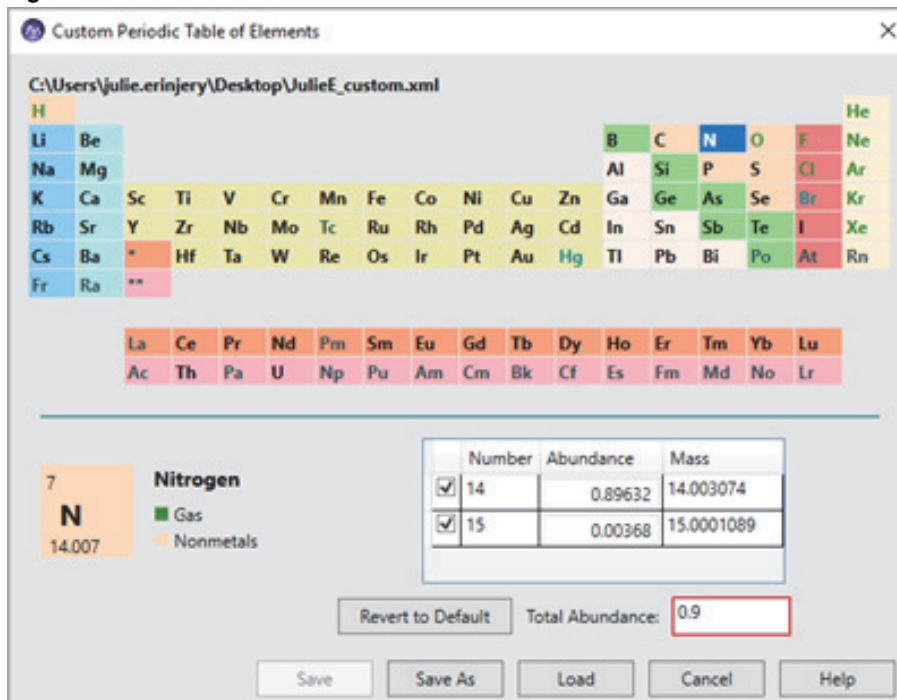 Custom Periodic Table of Elements
C:\Users\julie.erinjery\Desktop\JulieE_custom.xml
H He
Li Be B C N O F Ne
Na Mg Al Si P S Cl Ar
K Ca Sc Ti V Cr Mn Fe Co Ni Cu Zn Ga Ge As Se Br Kr
Rb Sr Y Zr Nb Mo Tc Ru Rh Pd Ag Cd In Sn Sb Te I Xe
Cs Ba * Hf Ta W Re Os Ir Pt Au Hg Tl Pb Bi Po At Rn
Fr Ra **
La Ce Pr Nd Pm Sm Eu Gd Tb Dy Ho Er Tm Yb Lu
Ac Th Pa U Np Pu Am Cm Bk Cf Es Fm Md No Lr
7
N
14.007
Nitrogen
Gas
Nonmetals
Number Abundance Mass
14 0.89632 14.003074
15 0.00368 15.0001089
Revert to Default Total Abundance: 0.9
Save Save As Load Cancel Help